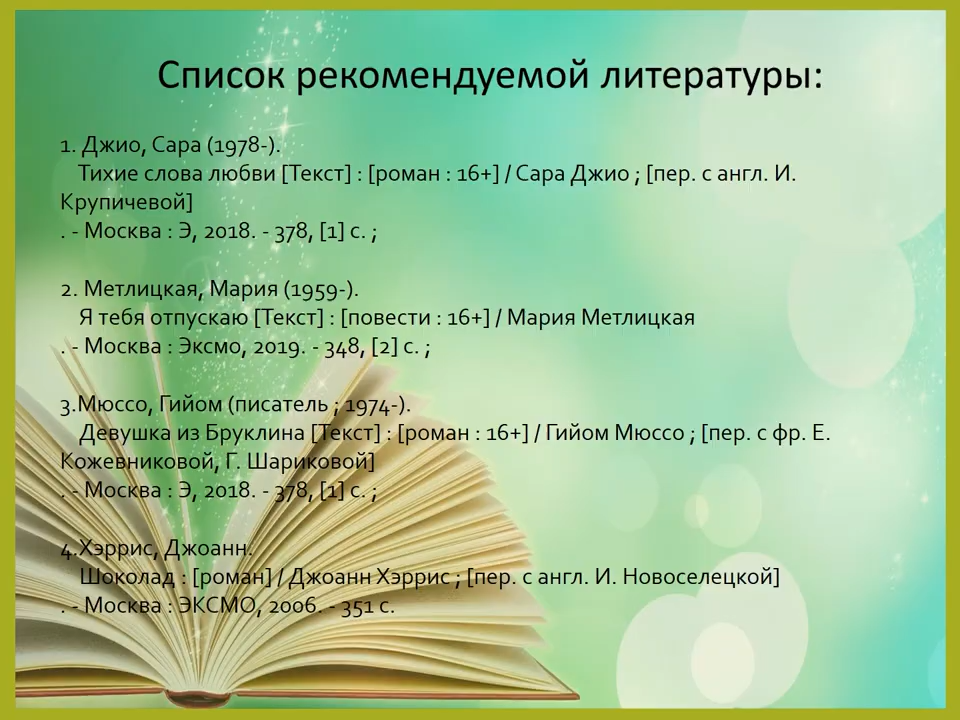 Список рекомендуемой литературы:
1. Джио, Сара (1978-).
Тихие слова любви [Текст] : [роман : 16+] / Сара Джио ; [пер. с англ. И.
Крупичевой]
. - Москва : Э, 2018. - 378, [1] с. ;
2. Метлицкая, Мария (1959-).
Я тебя отпускаю [Текст] : [повести : 16+] / Мария Метлицкая
. - Москва : Эксмо, 2019. - 348, [2] с. ;
3.Мюссо, Гийом (писатель ; 1974-).
Девушка из Бруклина [Текст] : [роман : 16+] / Гийом Мюссо ; [пер. с фр. Е.
Кожевниковой, Г. Шариковой]
. - Москва : Э, 2018. - 378, [1] с. ;
4.Хэррис, Джоанн.
Шоколад : [роман] / Джоанн Хэррис ; [пер. с англ. И. Новоселецкой]
. - Москва : ЭКСМО, 2006. - 351 с.